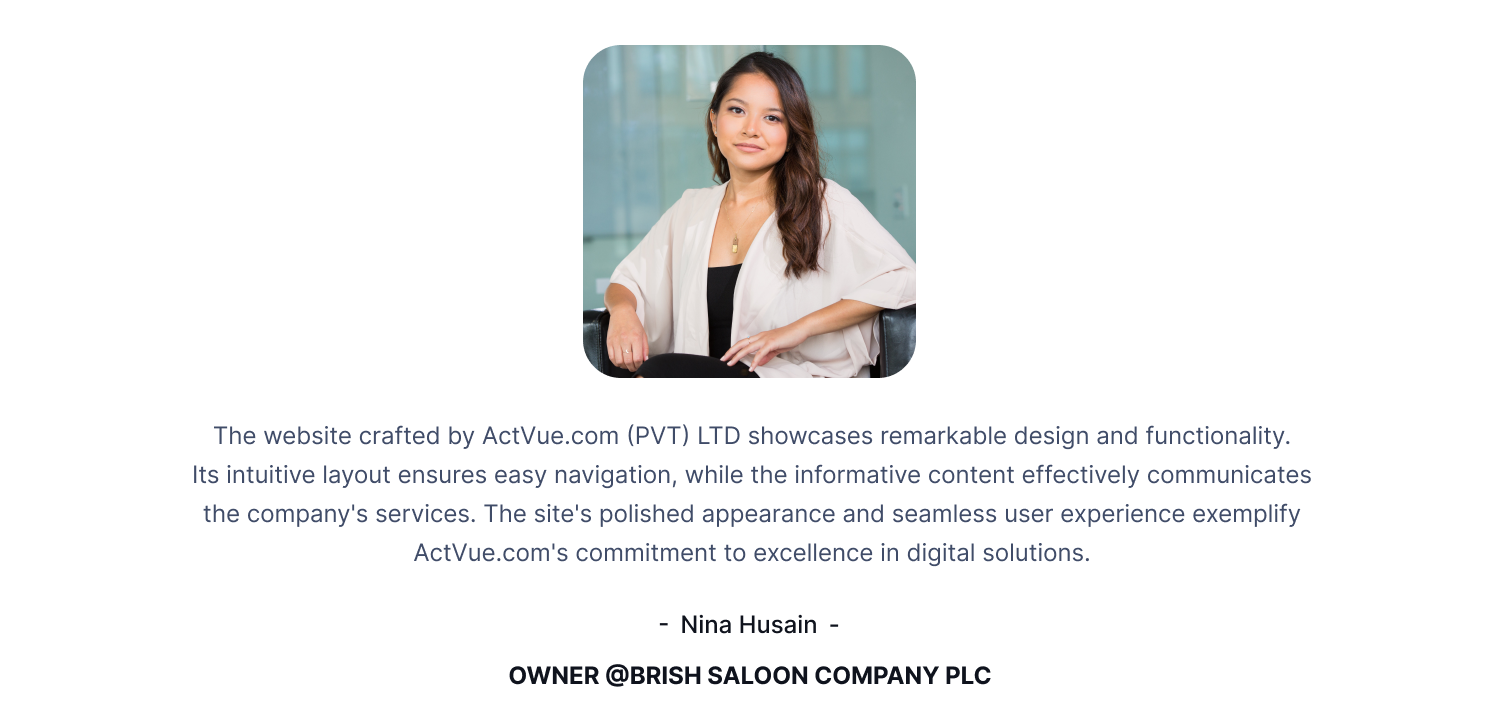 The website crafted by ActVue.com (PVT) LTD showcases remarkable design and functionality.
Its intuitive layout ensures easy navigation, while the informative content effectively communicates
the company's services. The site's polished appearance and seamless user experience exemplify
ActVue.com's commitment to excellence in digital solutions.
- Nina Husain -
OWNER @BRISH SALOON COMPANY PLC